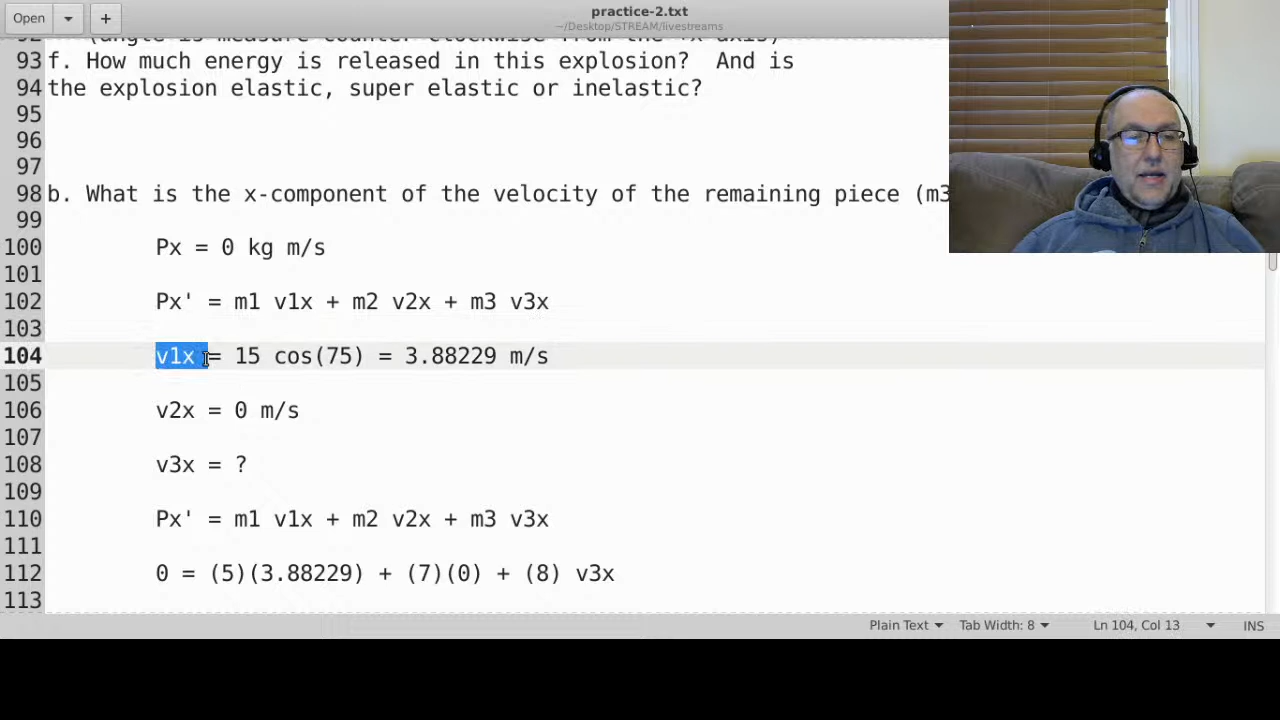 Open
+
practice-2.txt
~/Desktop/STREAM/livestreams
93 f. How much energy is released in this explosion?  And is
94 the explosion elastic, super elastic or inelastic?
95
96
97
98 b. What is the x-component of the velocity of the remaining piece (m3
99
100 Px = 0 kg m/s
101
102 Px' = m1 v1x + m2 v2x + m3 v3x
103
104 v1x = 15 cos(75) = 3.88229 m/s
105
106 v2x = 0 m/s
107
108 v3x = ?
109
110 Px' = m1 v1x + m2 v2x + m3 v3x
111
112 0 = (5)(3.88229) + (7)(0) + (8) v3x
113
Plain Text Tab Width: 8 Ln 104, Col 13 INS